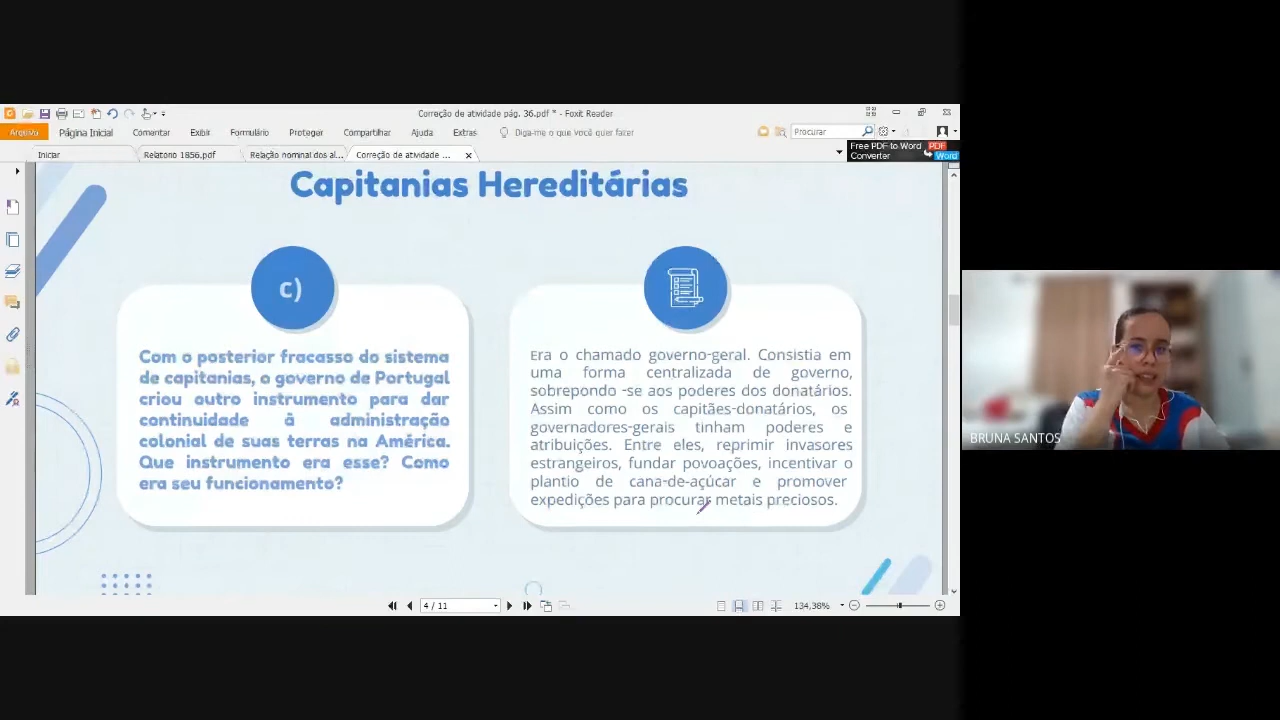 Correção de atividade pág. 36.pdf * - Foxit Reader
Arquivo Página Inicial Comentar Exibir Formulário Proteger Compartilhar Ajuda Extras Diga-me o que você quer fazer Procurar
Iniciar Relatorio 1856.pdf Relação nominal dos al... Correção de atividade ...
Free PDF to Word
Converter
PDF
Word
Capitanias Hereditárias
c)
Com o posterior fracasso do sistema
de capitanias, o governo de Portugal
criou outro instrumento para dar
continuidade à administração
colonial de suas terras na América.
Que instrumento era esse? Como
era seu funcionamento?
Era o chamado governo-geral. Consistia em
uma forma centralizada de governo,
sobrepondo -se aos poderes dos donatários.
Assim como os capitães-donatários, os
governadores-gerais tinham poderes e
atribuições. Entre eles, reprimir invasores
estrangeiros, fundar povoações, incentivar o
plantio de cana-de-açúcar e promover
expedições para procurar metais preciosos.
4 / 11
134,38%
BRUNA SANTOS